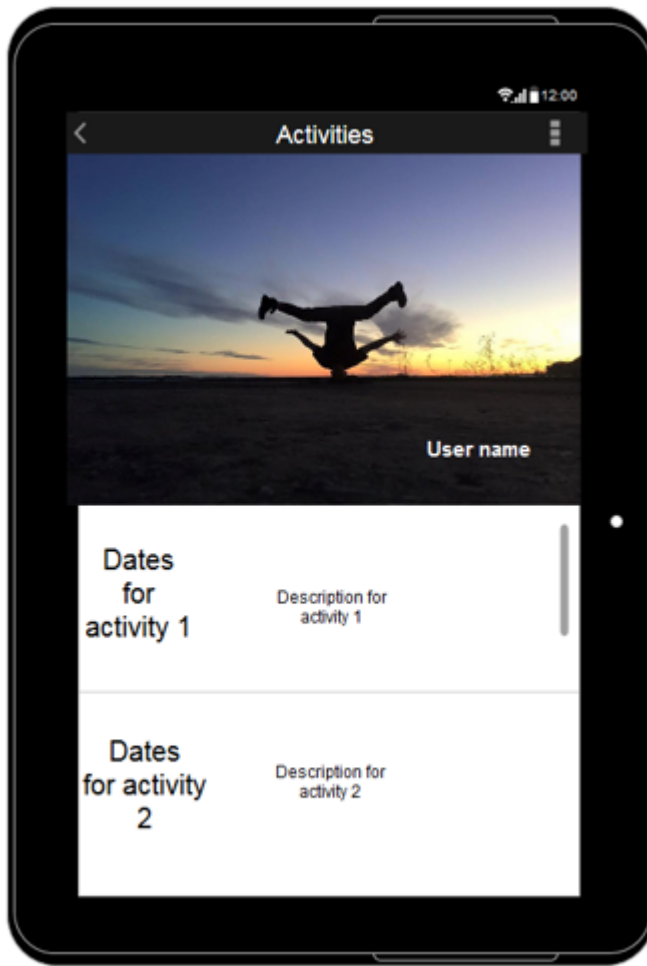 12:00
Activities
User name
Dates
for
activity 1
Description for
activity 1
Dates
for activity
2
Description for
activity 2